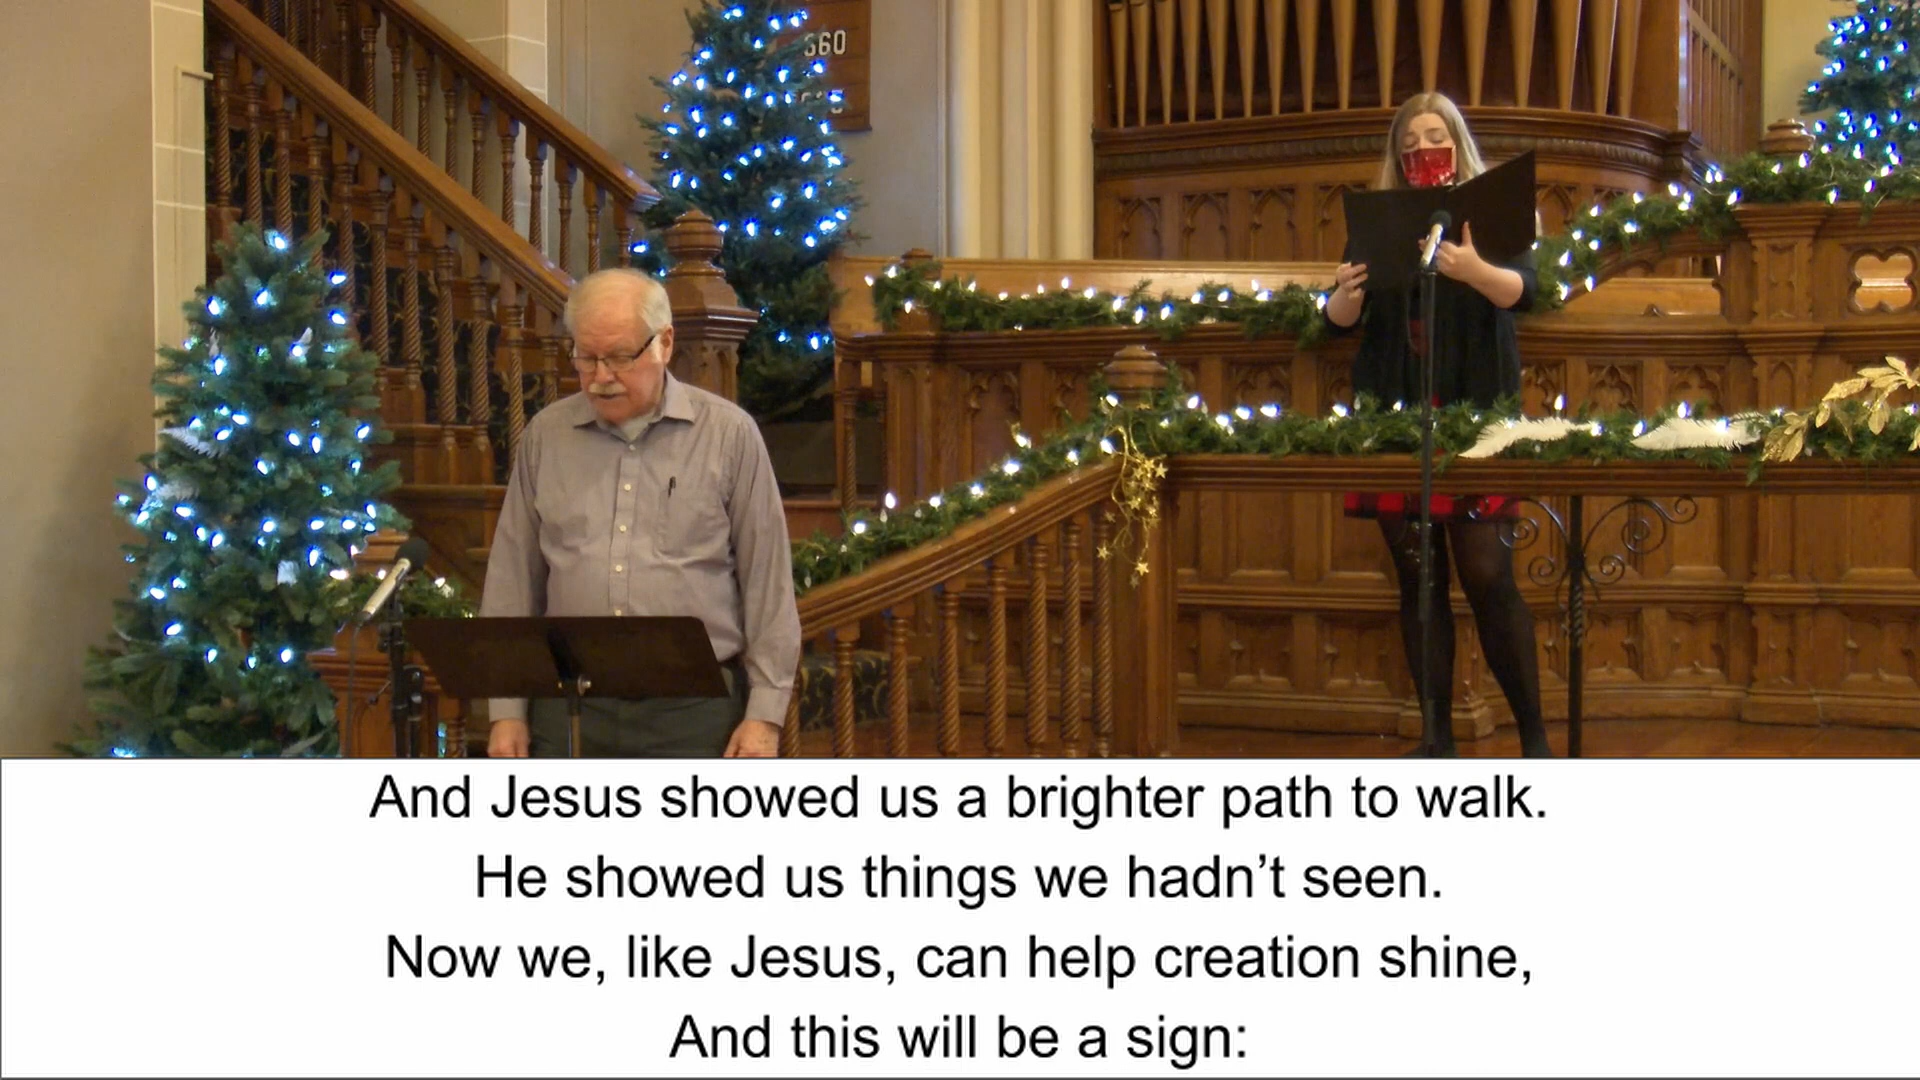 660
And Jesus showed us a brighter path to walk.
He showed us things we hadn’t seen.
Now we, like Jesus, can help creation shine,
And this will be a sign: